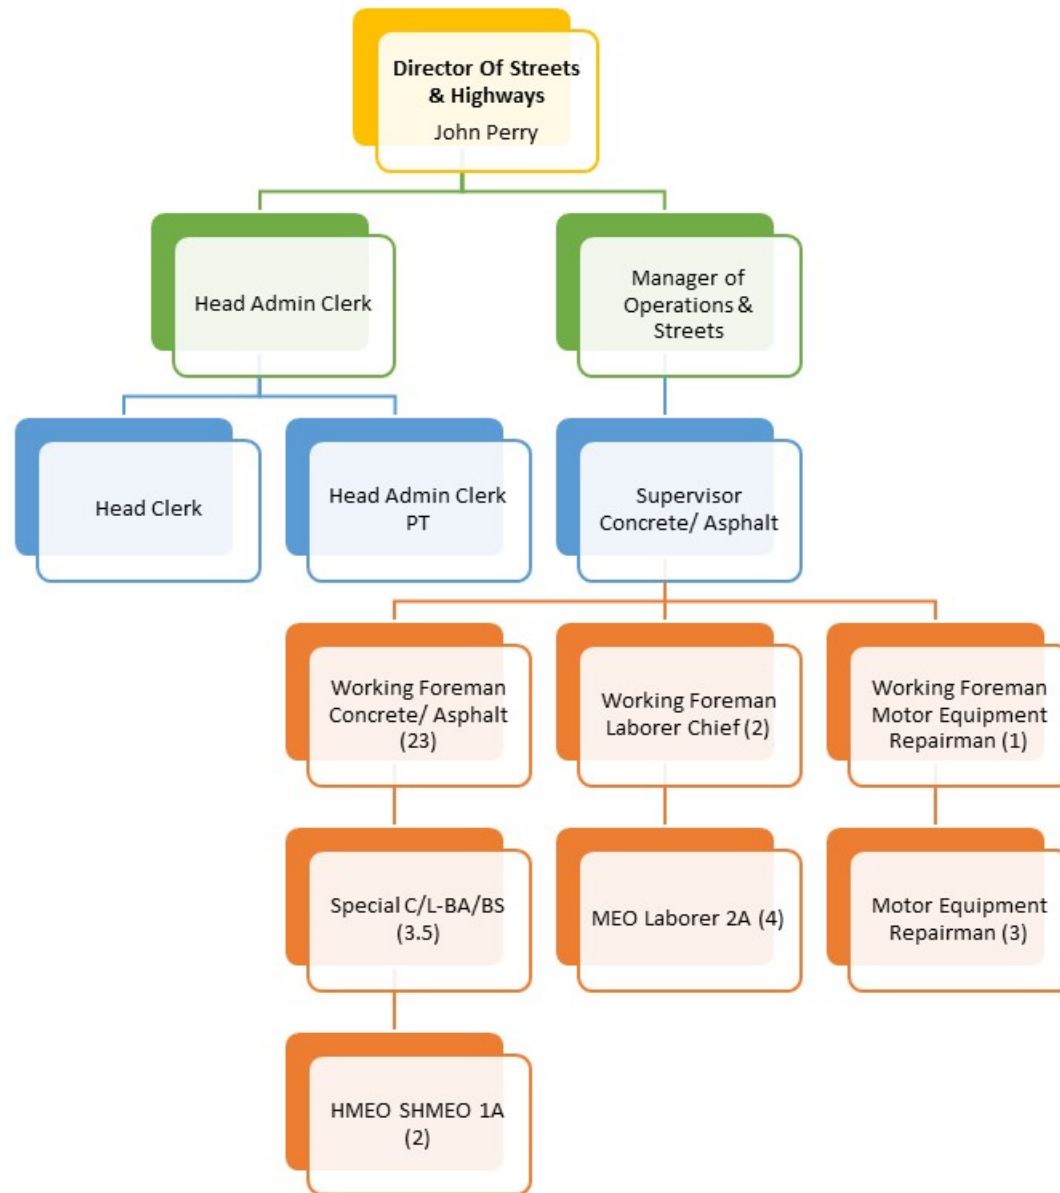 Director Of Streets
& Highways
John Perry
Head Admin Clerk
Manager of
Operations &
Streets
Head Clerk
Head Admin Clerk
PT
Supervisor
Concrete/ Asphalt
Working Foreman
Concrete/ Asphalt
(23)
Working Foreman
Laborer Chief (2)
Working Foreman
Motor Equipment
Repairman (1)
Special C/L-BA/BS
(3.5)
MEO Laborer 2A (4)
Motor Equipment
Repairman (3)
HMEO SHMEO 1A
(2)